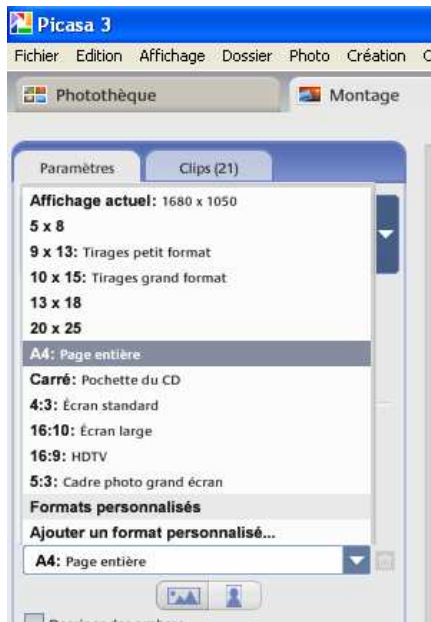 Picasa 3
Fichier Edition Affichage Dossier Photo Création
Photothèque Montage
Paramètres Clips (21)
Affichage actuel: 1680 x 1050
5 x 8
9 x 13: Tirages petit format
10 x 15: Tirages grand format
13 x 18
20 x 25
A4: Page entière
Carré: Pochette du CD
4:3: Écran standard
16:10: Écran large
16:9: HDTV
5:3: Cadre photo grand écran
Formats personnalisés
Ajouter un format personnalisé...
A4: Page entière